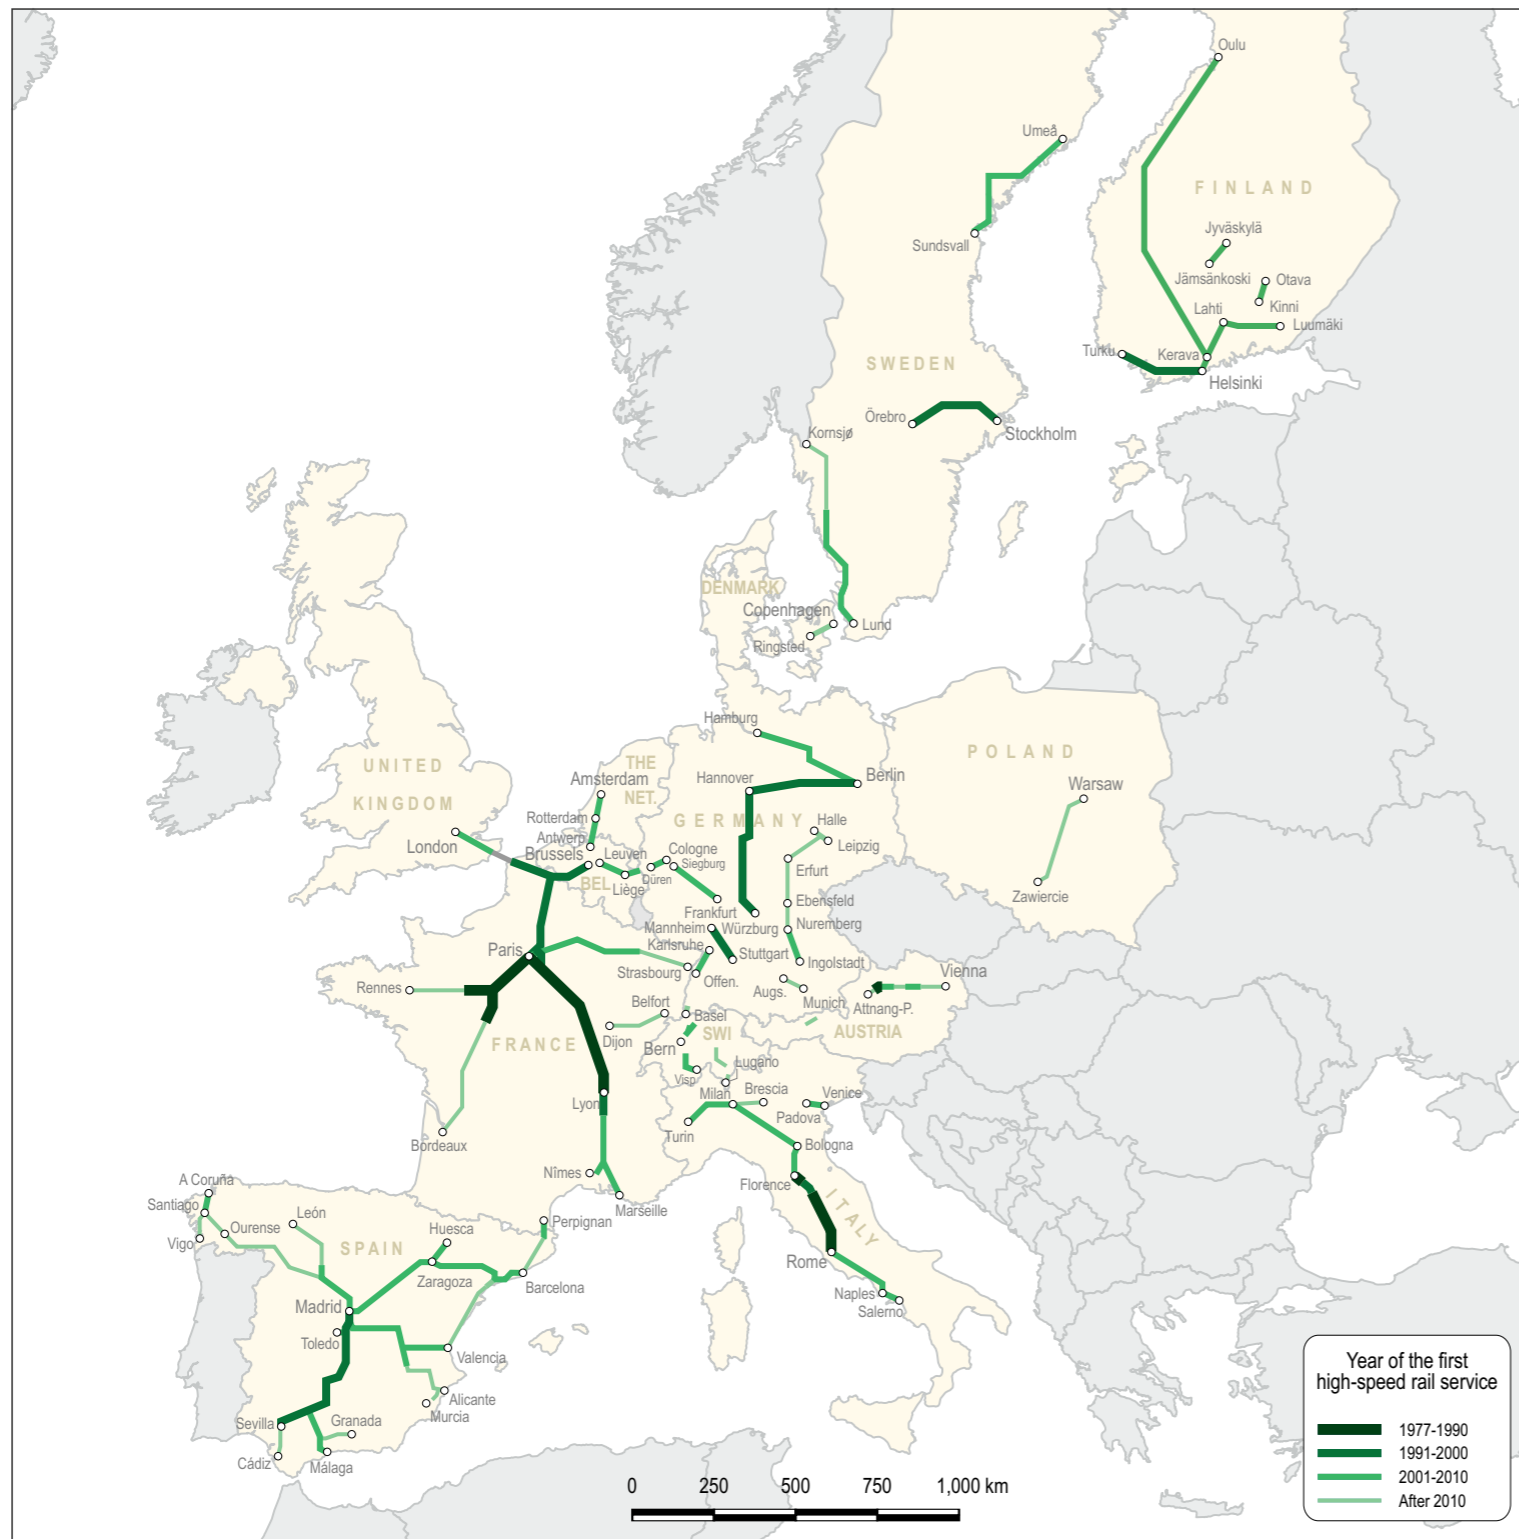 Oulu
Umeå
FINLAND
Sundsvall
Jyväskylä
Jämsänkoski
Otava
Kinni
Lahti
Luumäki
Turku
Kerava
Helsinki
SWEDEN
Örebro
Kornsjø
Stockholm
DENMARK
Copenhagen
Lund
Ringsted
Hamburg
POLAND
UNITED
KINGDOM
THE
NET.
Amsterdam
Hannover
Berlin
Warsaw
Rotterdam
GERMANY
Halle
Antwerp
Leipzig
London
Brussels
Leuven
Cologne
Siegburg
Erfurt
BEL
Düren
Liège
Zawiercie
Ebensfeld
Frankfurt
Würzburg
Mannheim
Nuremberg
Paris
Karlsruhe
Stuttgart
Ingolstadt
Strasbourg
Offen.
Vienna
Rennes
Augs.
Munich
Attnang-P.
Belfort
Basel
AUSTRIA
FRANCE
Dijon
Bern
SWI
Lugano
Visp
Milan
Brescia
Venice
Lyon
Padova
Turin
Bordeaux
Bologna
Nîmes
Florence
ITALY
A Coruña
Santiago
León
Marseille
Ourense
Huesca
Perpignan
Vigo
SPAIN
Rome
Zaragoza
Barcelona
Naples
Madrid
Salerno
Toledo
Valencia
Alicante
Murcia
Sevilla
Granada
Cádiz
Málaga
0 250 500 750 1,000 km
Year of the first
high-speed rail service
1977-1990
1991-2000
2001-2010
After 2010